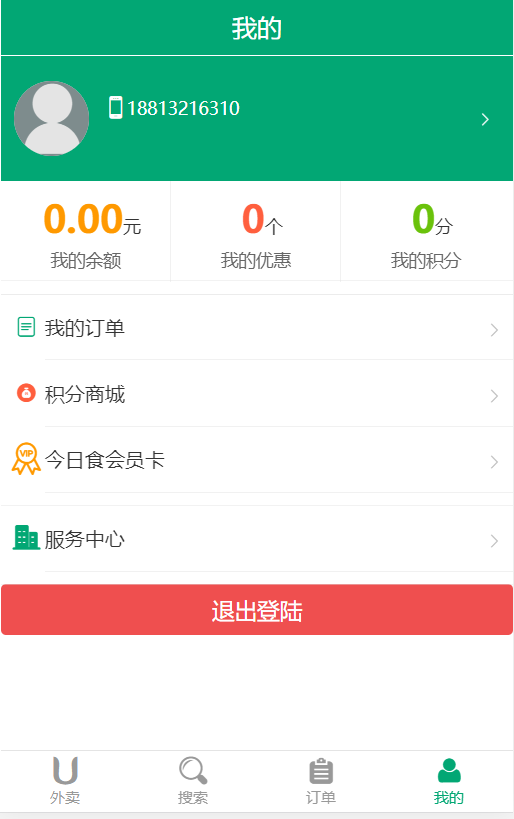 我的
18813216310
0.00元 0个 0分
我的余额 我的优惠 我的积分
我的订单
积分商城
VIP 今日食会员卡
服务中心
退出登陆
外卖 搜索 订单 我的